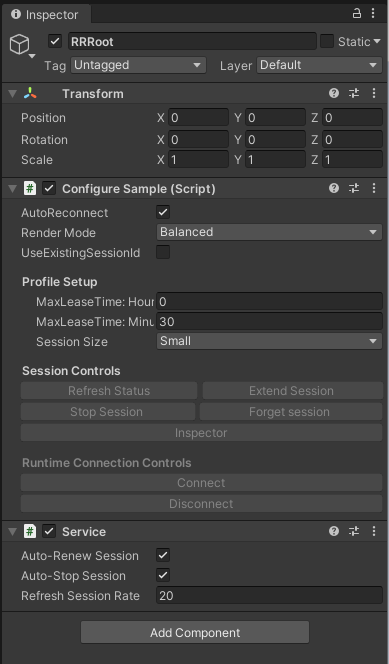 Inspector
RRRoot Static
Tag Untagged Layer Default
Transform
Position X 0 Y 0 Z 0
Rotation X 0 Y 0 Z 0
Scale X 1 Y 1 Z 1
# Configure Sample (Script)
AutoReconnect
Render Mode Balanced
UseExistingSessionId
Profile Setup
MaxLeaseTime: Hour 0
MaxLeaseTime: Minu 30
Session Size Small
Session Controls
Refresh Status Extend Session
Stop Session Forget session
Inspector
Runtime Connection Controls
Connect
Disconnect
# Service
Auto-Renew Session
Auto-Stop Session
Refresh Session Rate 20
Add Component